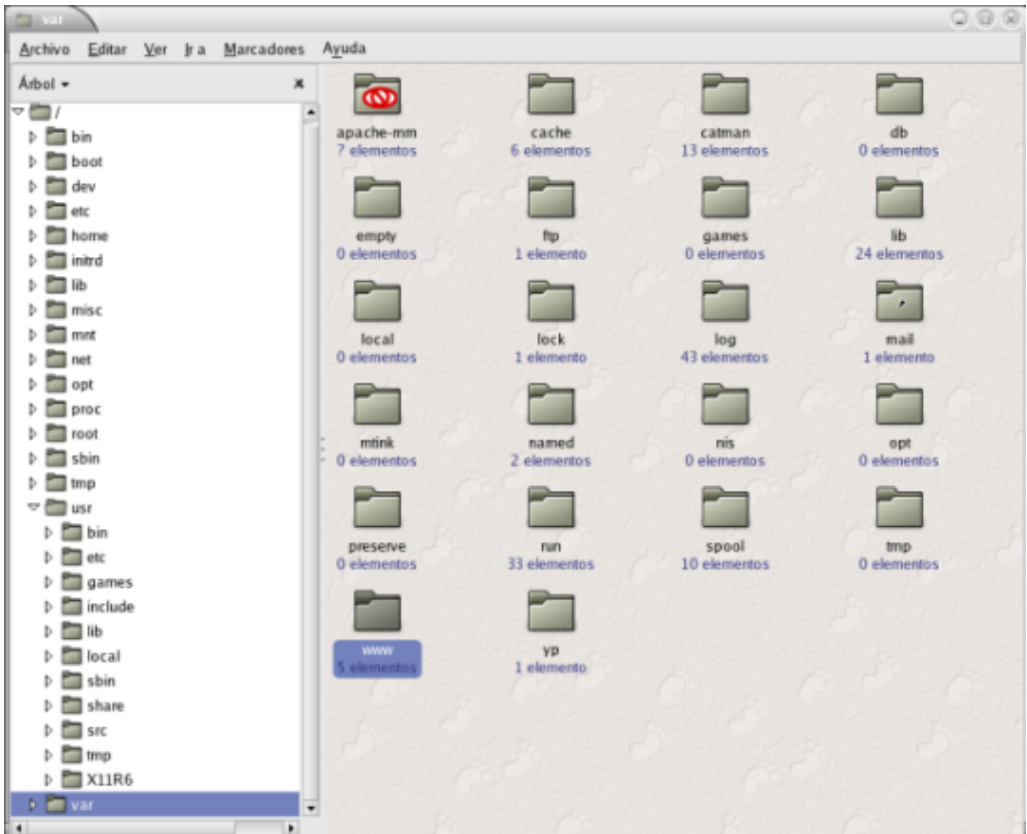 var
Archivo Editar Ver Ir a Marcadores Ayuda
Árbol
/
bin
boot
dev
etc
home
initrd
lib
misc
mnt
net
opt
proc
root
sbin
tmp
usr
bin
etc
games
include
lib
local
sbin
share
src
tmp
X11R6
var
apache-mm cache catman db
? elementos 6 elementos 13 elementos 0 elementos
empty ftp games lib
0 elementos 1 elemento 0 elementos 24 elementos
local lock log mail
0 elementos 1 elemento 43 elementos 1 elemento
mtink named nis opt
0 elementos 2 elementos 0 elementos 0 elementos
preserve run spool tmp
0 elementos 33 elementos 10 elementos 0 elementos
www yp
5 elementos 1 elemento